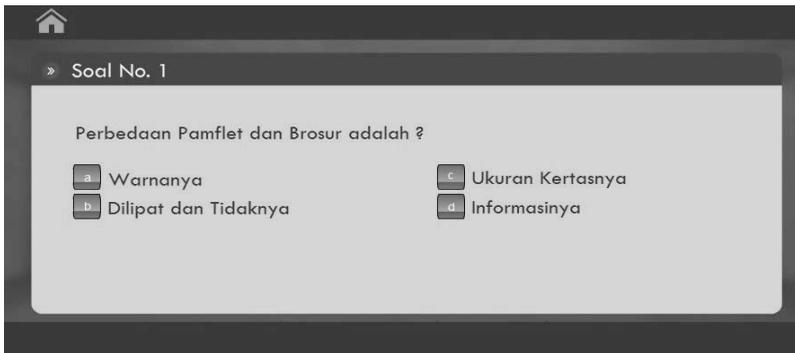 » Soal No. 1
Perbedaan Pamflet dan Brosur adalah ?
a Warnanya
b Dilipat dan Tidaknya
c Ukuran Kertasnya
d Informasinya